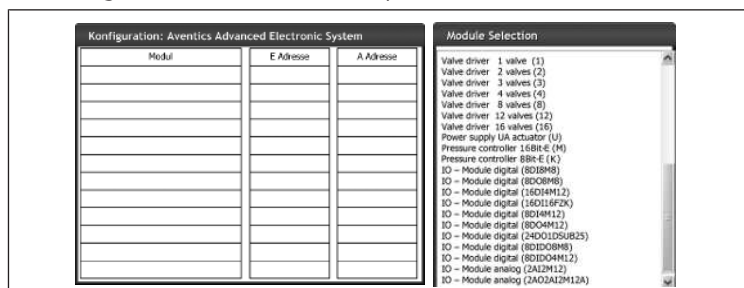 Konfiguration: Aventics Advanced Electronic System
Modul E Adresse A Adresse
Module Selection
Valve driver 1 valve (1)
Valve driver 2 valves (2)
Valve driver 3 valves (3)
Valve driver 4 valves (4)
Valve driver 8 valves (8)
Valve driver 12 valves (12)
Valve driver 16 valves (16)
Power supply UA actuator (U)
Pressure controller 16Bit-E (M)
Pressure controller 8Bit-E (K)
IO – Module digital (8DI8M8)
IO – Module digital (8DO8M8)
IO – Module digital (16DI4M12)
IO – Module digital (16DI16FZK)
IO – Module digital (8DI4M12)
IO – Module digital (8DO4M12)
IO – Module digital (24DO1DSUB25)
IO – Module digital (8DIDO8M8)
IO – Module digital (8DIDO4M12)
IO – Module analog (2AI2M12)
IO – Module analog (2AO2AI2M12A)